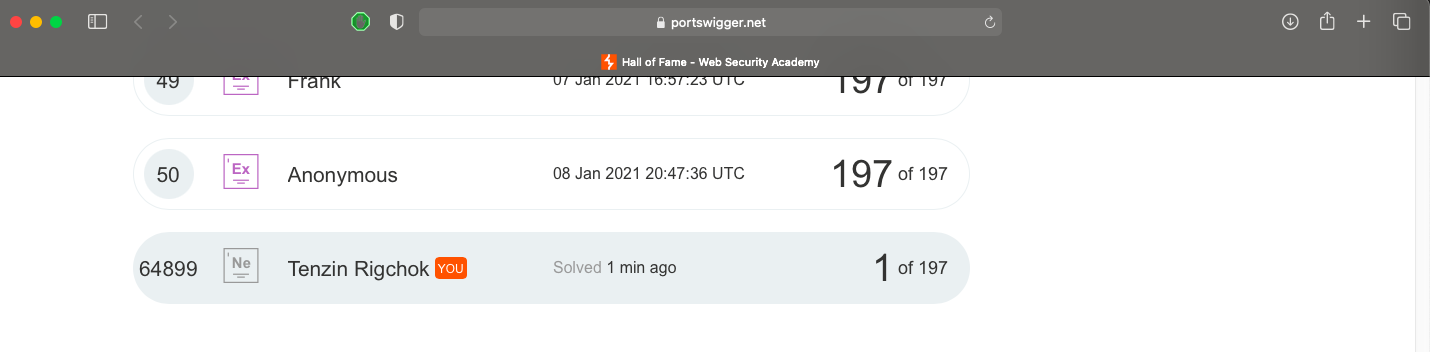 portswigger.net
Hall of Fame - Web Security Academy
49 Ex Frank 07 Jan 2021 16:57:23 UTC 197 of 197
50 Ex Anonymous 08 Jan 2021 20:47:36 UTC 197 of 197
64899 Ne Tenzin Rigchok YOU Solved 1 min ago 1 of 197